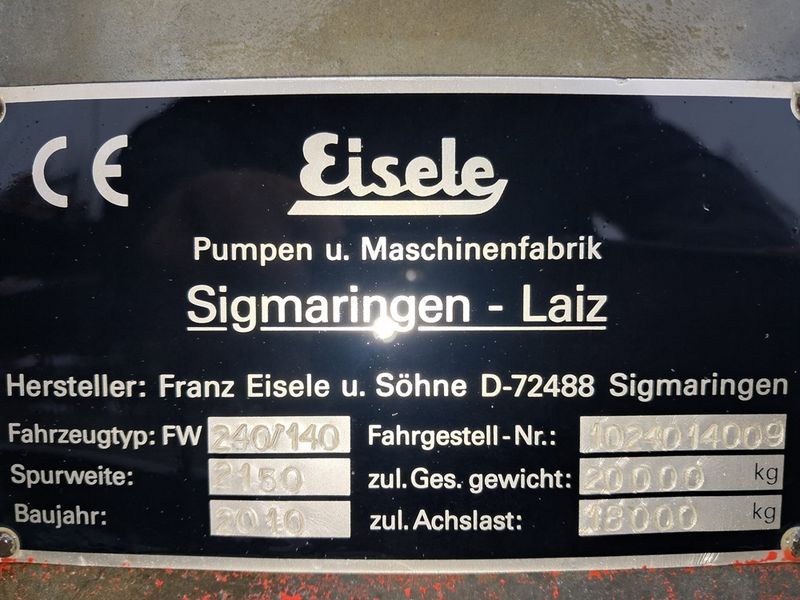 CE
Eisele
Pumpen u. Maschinenfabrik
Sigmaringen - Laiz
Hersteller: Franz Eisele u. Söhne D-72488 Sigmaringen
Fahrzeugtyp: FW 240/140 Fahrgestell-Nr.: 1024014009
Spurweite: 2150 zul. Ges. gewicht: 20000 kg
Baujahr: 2010 zul. Achslast: 18000 kg